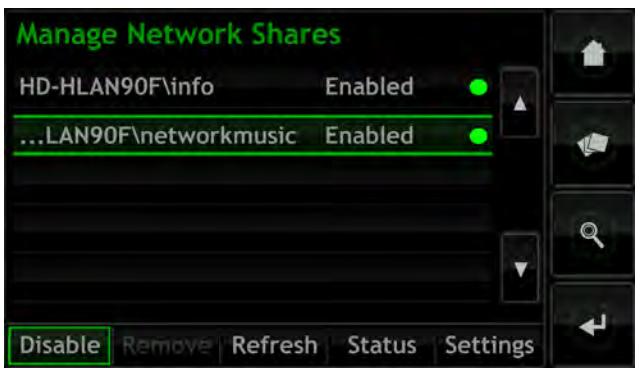 Manage Network Shares
HD-HLAN90F\info Enabled
...LAN90F\networkmusic Enabled
Disable Remove Refresh Status Settings